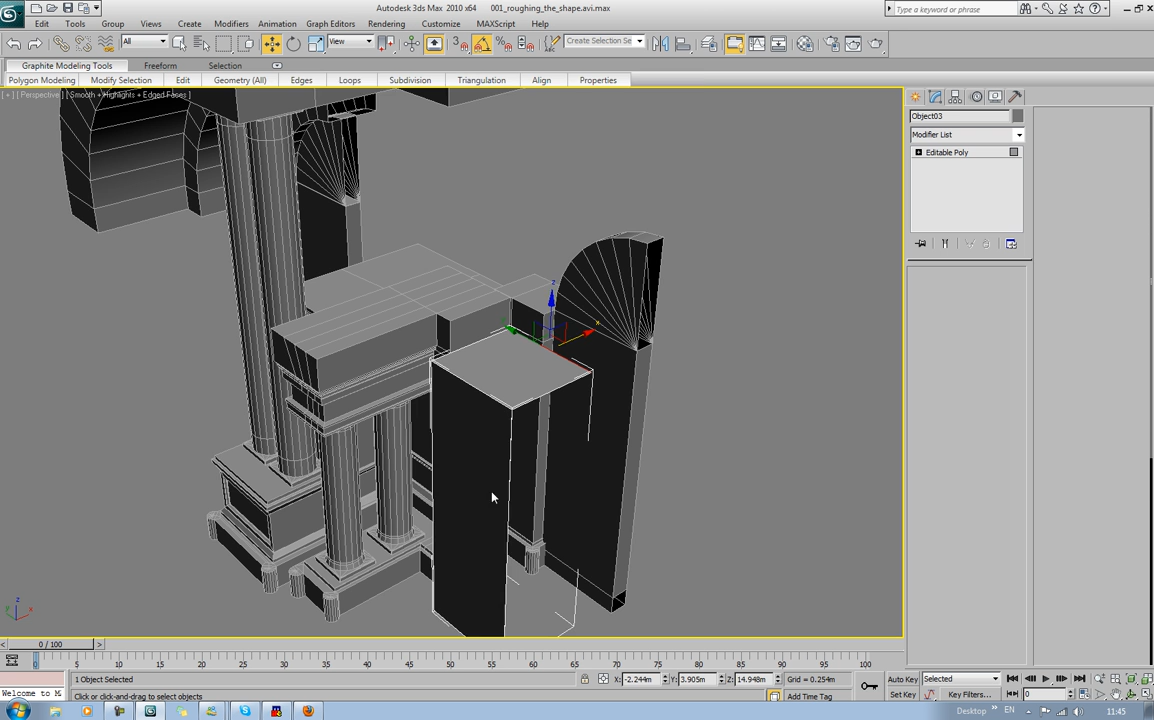 Autodesk 3ds Max 2010 x64 001_roughing_the_shape.avi.max
Type a keyword or phrase
Edit Tools Group Views Create Modifiers Animation Graph Editors Rendering Customize MAXScript Help
All View Create Selection Se
Graphite Modeling Tools Freeform Selection
Polygon Modeling Modify Selection Edit Geometry (All) Edges Loops Subdivision Triangulation Align Properties
[ + ] [ Perspective ] [ Smooth + Highlights + Edged Faces ]
Object03
Modifier List
Editable Poly
z
x
z
x
y
0 / 100
0 5 10 15 20 25 30 35 40 45 50 55 60 65 70 75 80 85 90 95 100
1 Object Selected X: -2.244m Y: 3.905m Z: 14.948m Grid = 0.254m Auto Key Selected
Welcome to M Click or click-and-drag to select objects Add Time Tag Set Key Key Filters... 0
Desktop » EN 11:45